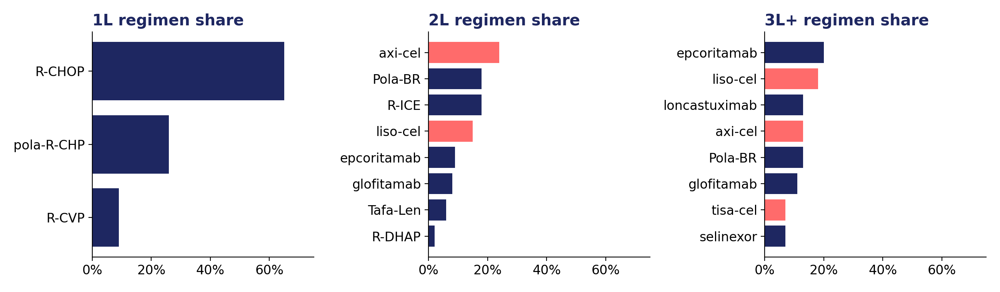 1L regimen share
R-CHOP
pola-R-CHP
R-CVP
0% 20% 40% 60%
2L regimen share
axi-cel
Pola-BR
R-ICE
liso-cel
epcoritamab
glofitamab
Tafa-Len
R-DHAP
0% 20% 40% 60%
3L+ regimen share
epcoritamab
liso-cel
loncastuximab
axi-cel
Pola-BR
glofitamab
tisa-cel
selinexor
0% 20% 40% 60%